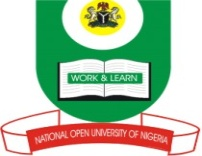 WORK & LEARN
NATIONAL OPEN UNIVERSITY OF NIGERIA